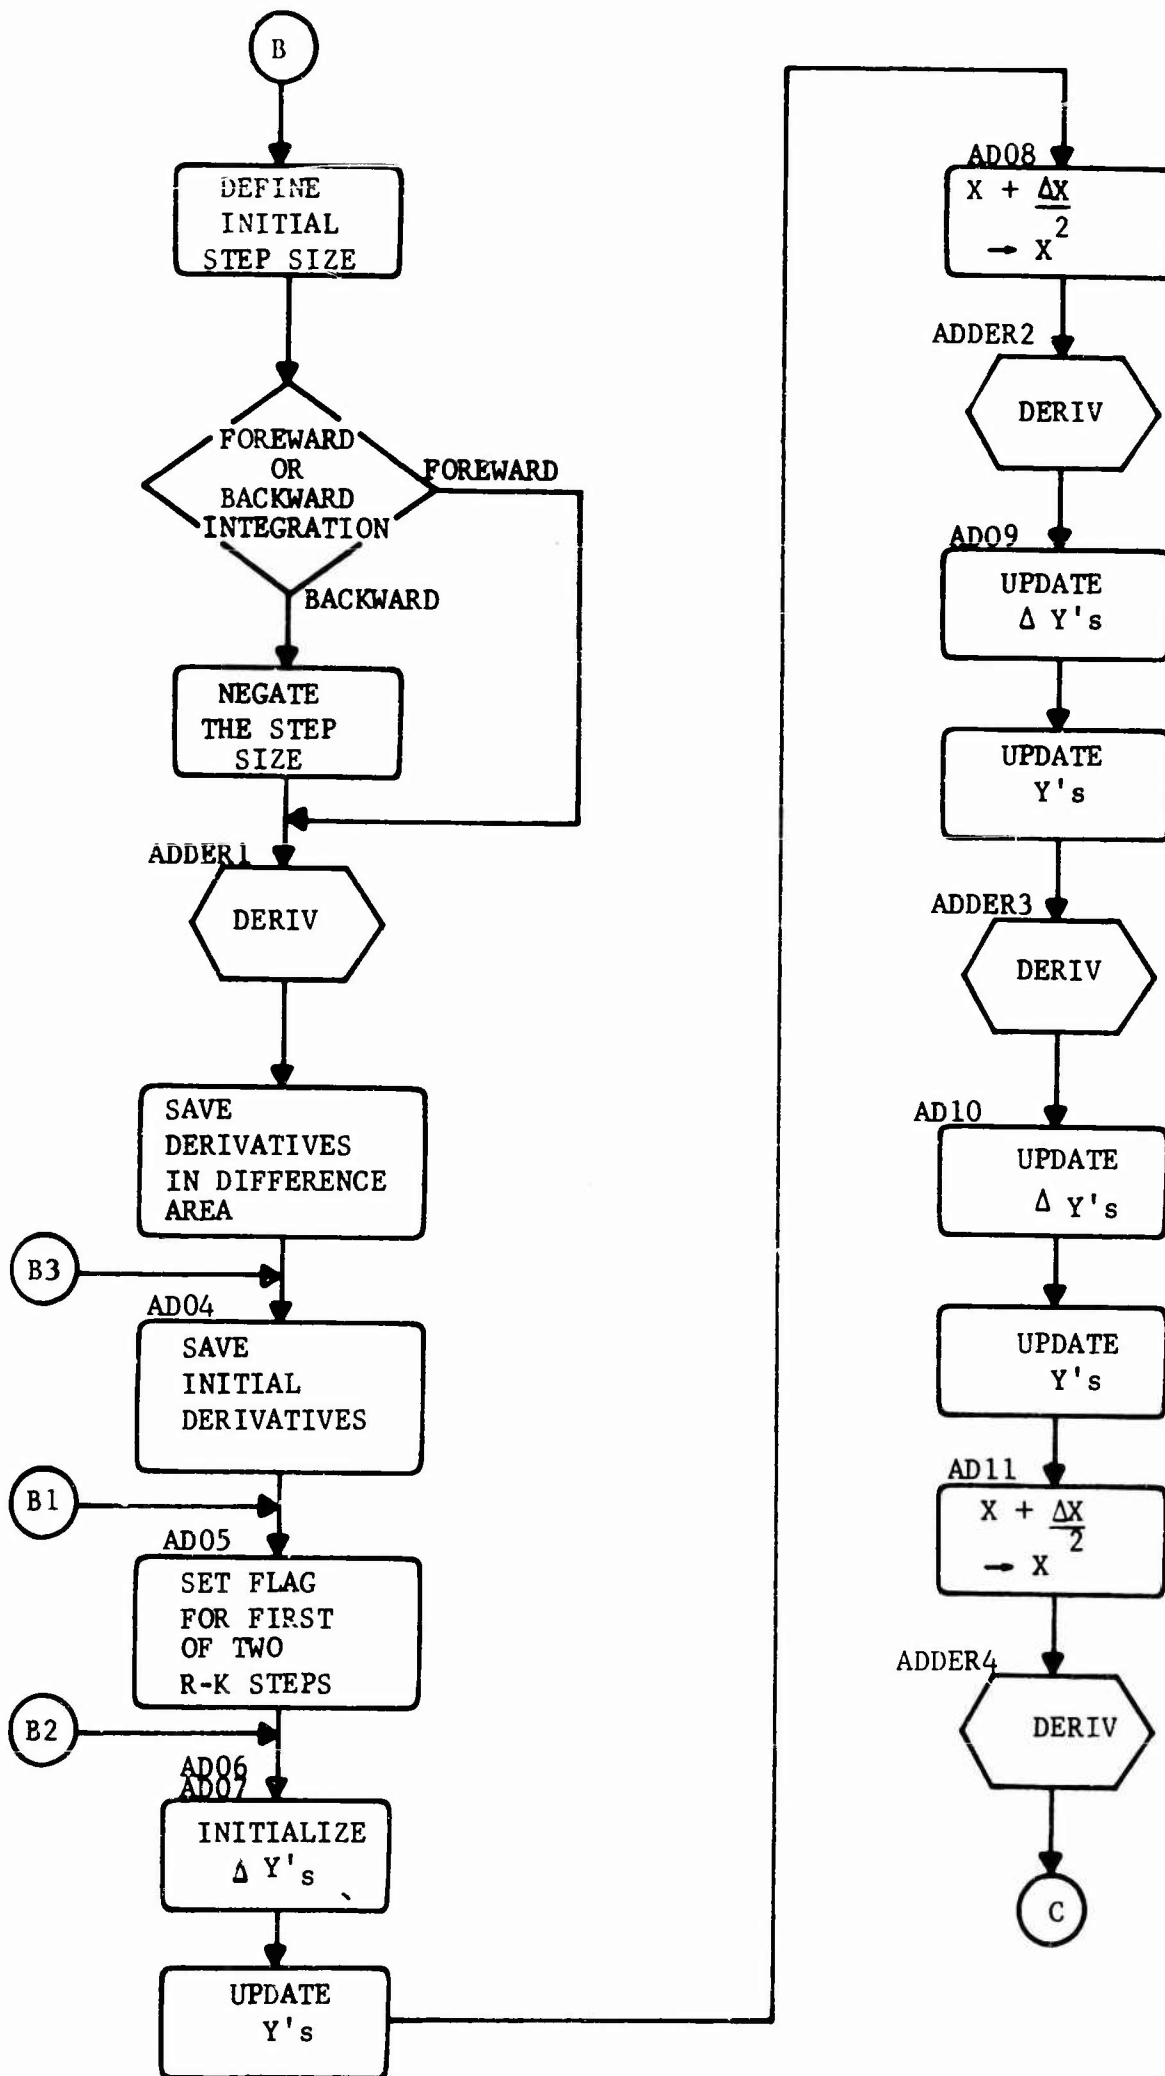 B
DEFINE
INITIAL
STEP SIZE
FOREWARD
OR
BACKWARD
INTEGRATION
FOREWARD
BACKWARD
NEGATE
THE STEP
SIZE
ADDER1
DERIV
SAVE
DERIVATIVES
IN DIFFERENCE
AREA
B3
AD04
SAVE
INITIAL
DERIVATIVES
B1
AD05
SET FLAG
FOR FIRST
OF TWO
R-K STEPS
B2
AD06
AD07
INITIALIZE
Δ Y's
UPDATE
Y's
AD08
X + ΔX
2
→ X
ADDER2
DERIV
AD09
UPDATE
Δ Y's
UPDATE
Y's
ADDER3
DERIV
AD10
UPDATE
Δ Y's
UPDATE
Y's
AD11
X + ΔX
2
→ X
ADDER4
DERIV
C